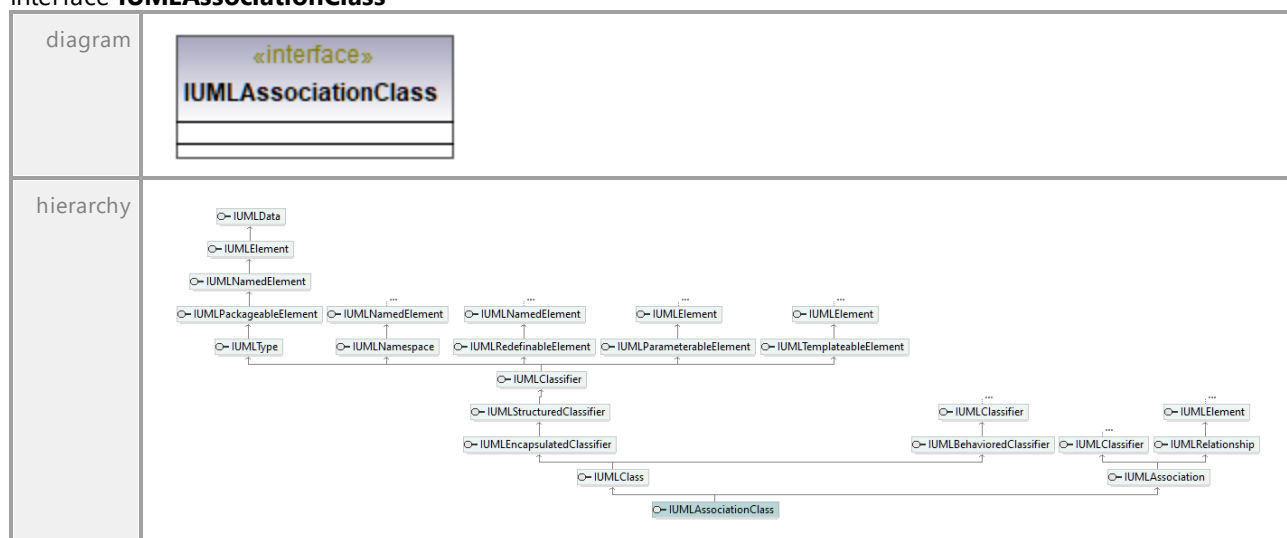 interface IUMLAssociationClass
diagram
«interface»
IUMLAssociationClass
hierarchy
IUMLData
IUMLElement
IUMLNamedElement
... ... ... ...
IUMLPackageableElement IUMLNamedElement IUMLNamedElement IUMLElement IUMLElement
IUMLType IUMLNamespace IUMLRedefinableElement IUMLParameterableElement IUMLTemplateableElement
IUMLClassifier
... ...
IUMLStructuredClassifier IUMLClassifier IUMLElement
...
IUMLEncapsulatedClassifier IUMLBehavioredClassifier IUMLClassifier IUMLRelationship
IUMLClass IUMLAssociation
IUMLAssociationClass